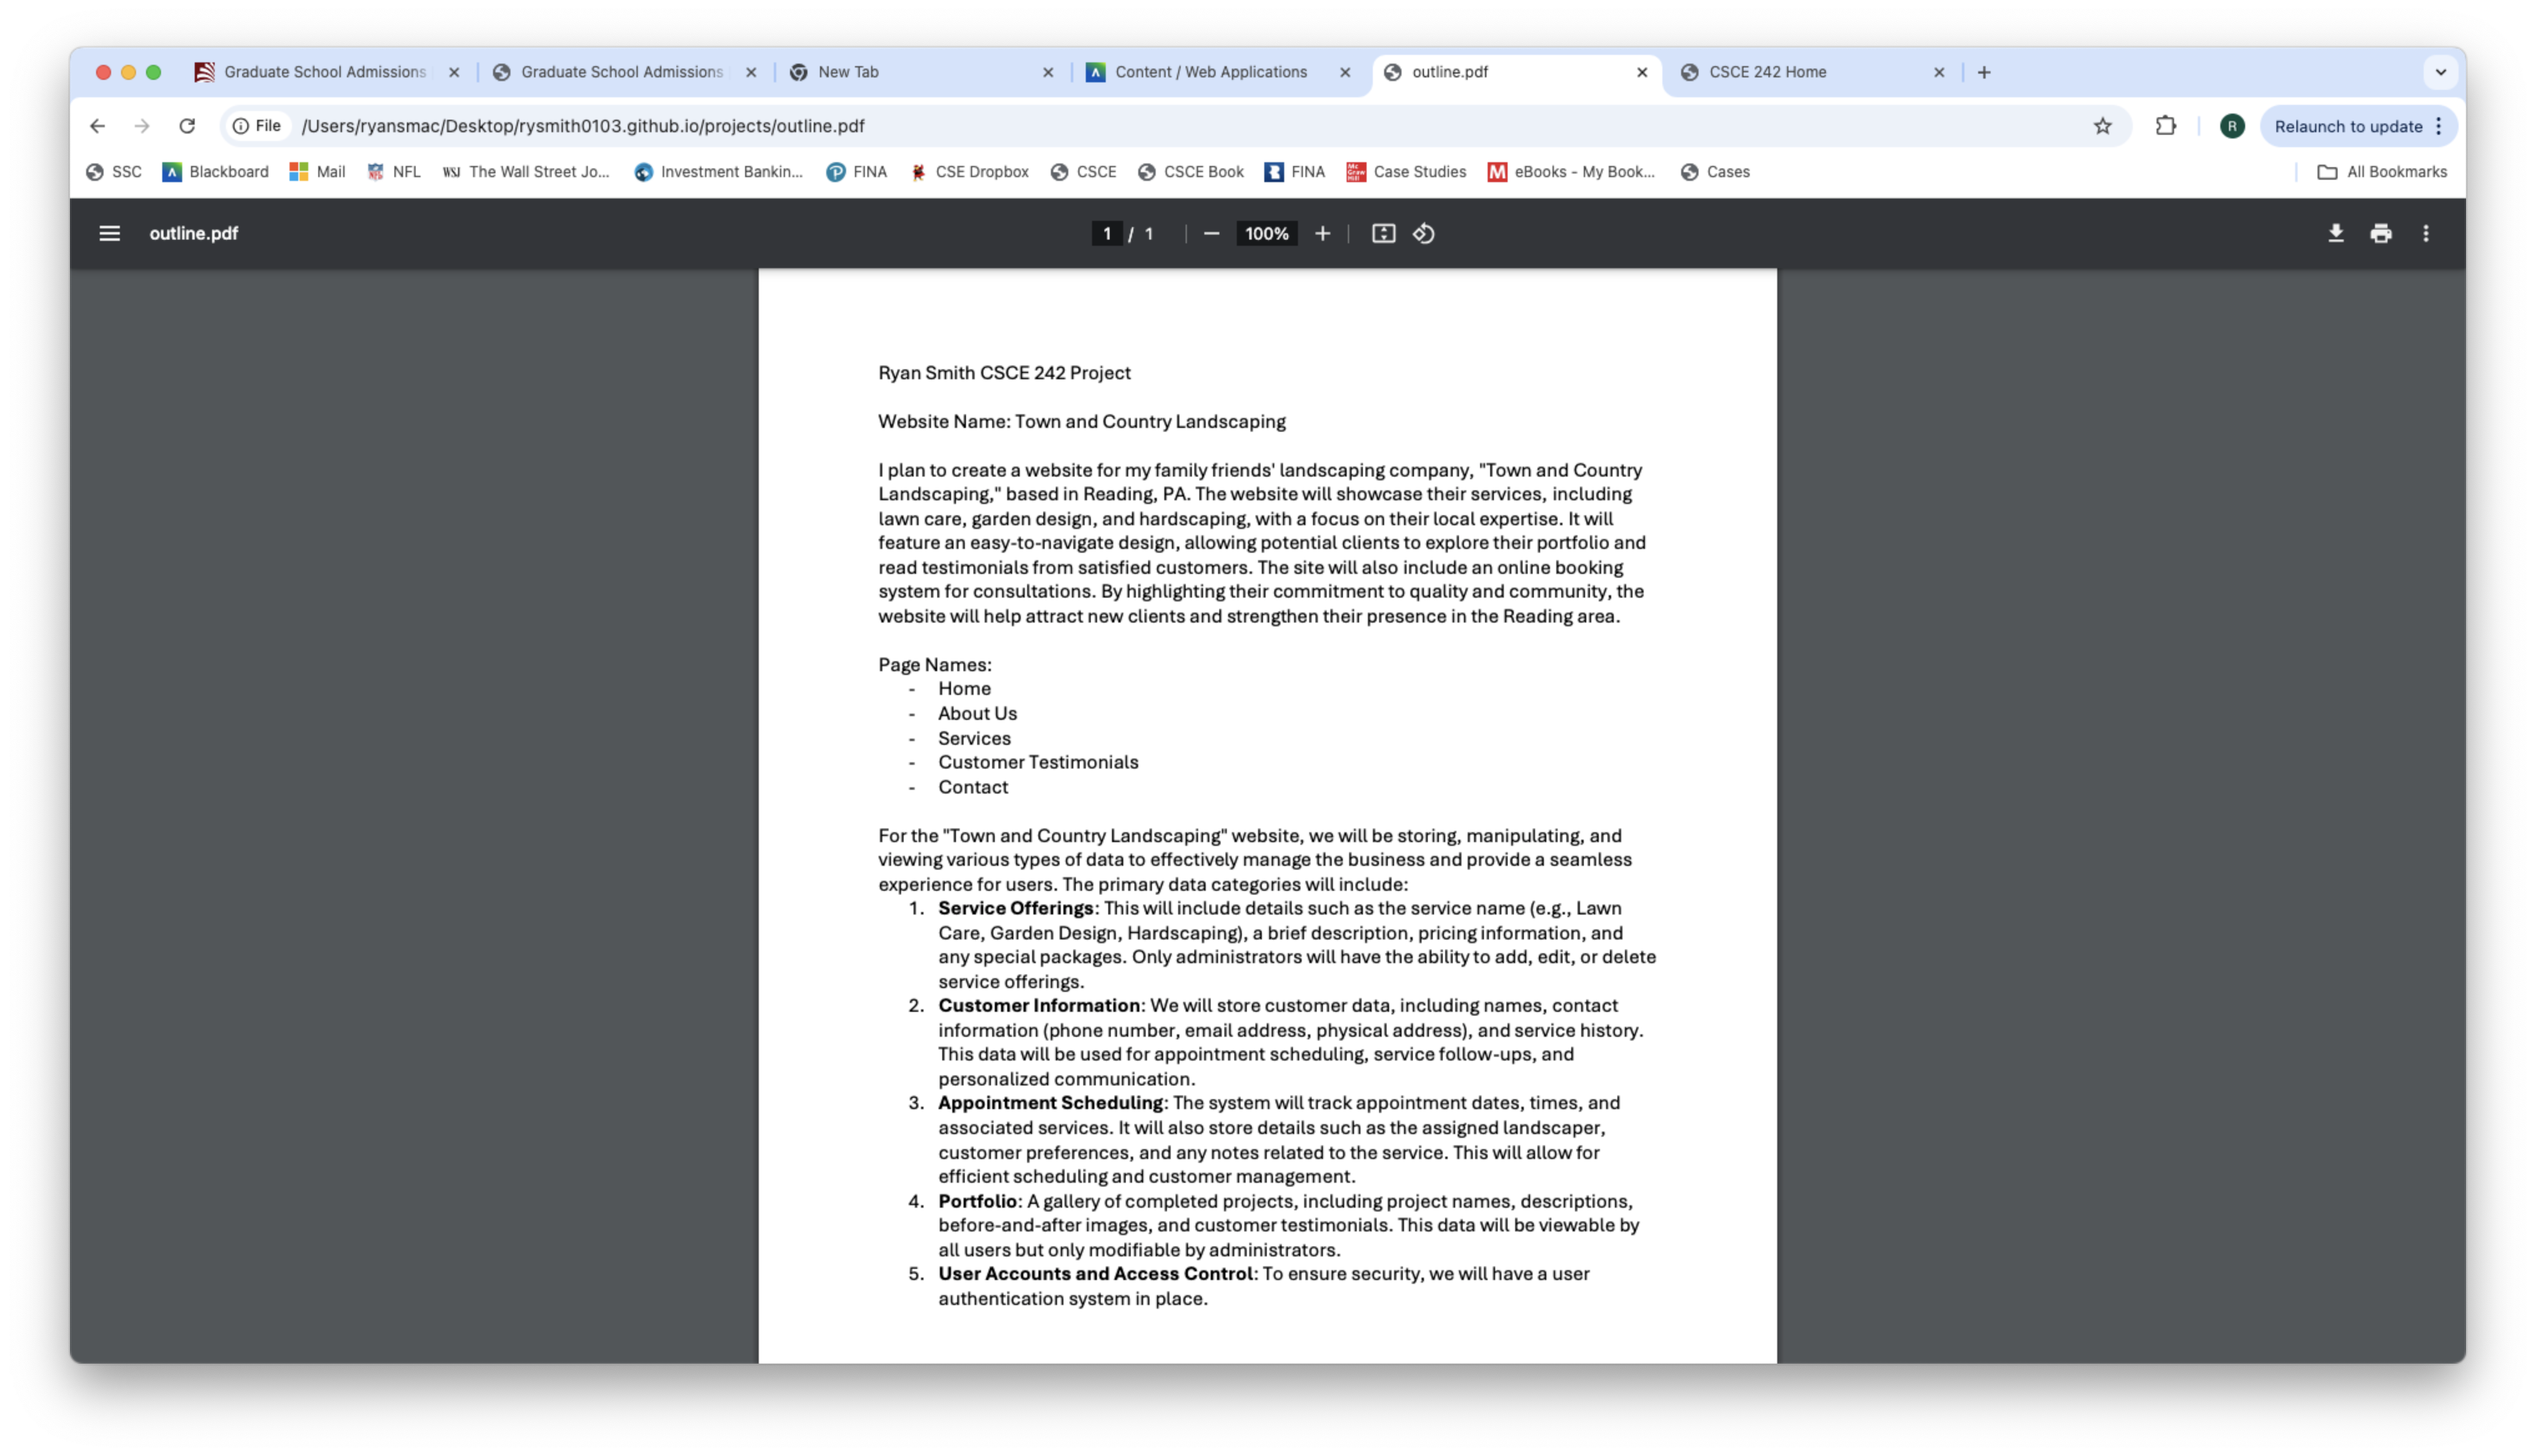 Graduate School Admissions
Graduate School Admissions
New Tab
Content / Web Applications
outline.pdf
CSCE 242 Home
File /Users/ryansmac/Desktop/rysmith0103.github.io/projects/outline.pdf
R
Relaunch to update
SSC
Blackboard
Mail
NFL
WSJ The Wall Street Jo...
Investment Bankin...
FINA
CSE Dropbox
CSCE
CSCE Book
FINA
Case Studies
M eBooks - My Book...
Cases
All Bookmarks
outline.pdf
1 / 1
100%
Ryan Smith CSCE 242 Project
Website Name: Town and Country Landscaping
I plan to create a website for my family friends' landscaping company, "Town and Country
Landscaping," based in Reading, PA. The website will showcase their services, including
lawn care, garden design, and hardscaping, with a focus on their local expertise. It will
feature an easy-to-navigate design, allowing potential clients to explore their portfolio and
read testimonials from satisfied customers. The site will also include an online booking
system for consultations. By highlighting their commitment to quality and community, the
website will help attract new clients and strengthen their presence in the Reading area.
Page Names:
- Home
- About Us
- Services
- Customer Testimonials
- Contact
For the "Town and Country Landscaping" website, we will be storing, manipulating, and
viewing various types of data to effectively manage the business and provide a seamless
experience for users. The primary data categories will include:
1. Service Offerings: This will include details such as the service name (e.g., Lawn
Care, Garden Design, Hardscaping), a brief description, pricing information, and
any special packages. Only administrators will have the ability to add, edit, or delete
service offerings.
2. Customer Information: We will store customer data, including names, contact
information (phone number, email address, physical address), and service history.
This data will be used for appointment scheduling, service follow-ups, and
personalized communication.
3. Appointment Scheduling: The system will track appointment dates, times, and
associated services. It will also store details such as the assigned landscaper,
customer preferences, and any notes related to the service. This will allow for
efficient scheduling and customer management.
4. Portfolio: A gallery of completed projects, including project names, descriptions,
before-and-after images, and customer testimonials. This data will be viewable by
all users but only modifiable by administrators.
5. User Accounts and Access Control: To ensure security, we will have a user
authentication system in place.